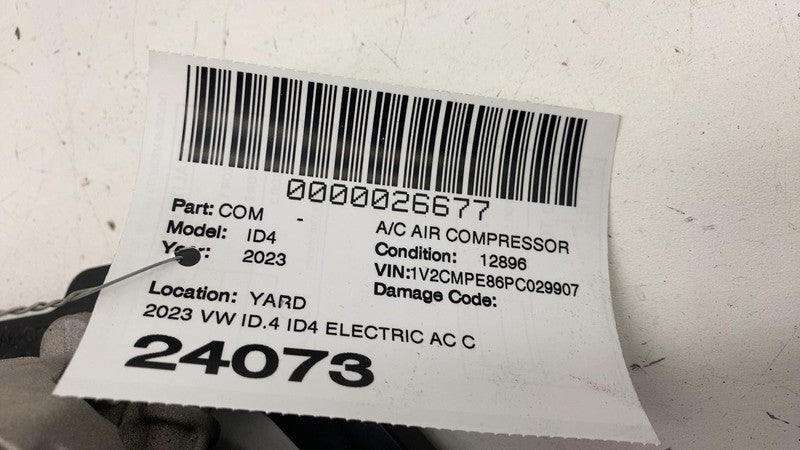 0000026677
Part: COM -
A/C AIR COMPRESSOR
Model: ID4
Condition: 12896
Year: 2023
VIN:1V2CMPE86PC029907
Damage Code:
Location: YARD
2023 VW ID.4 ID4 ELECTRIC AC C
24073